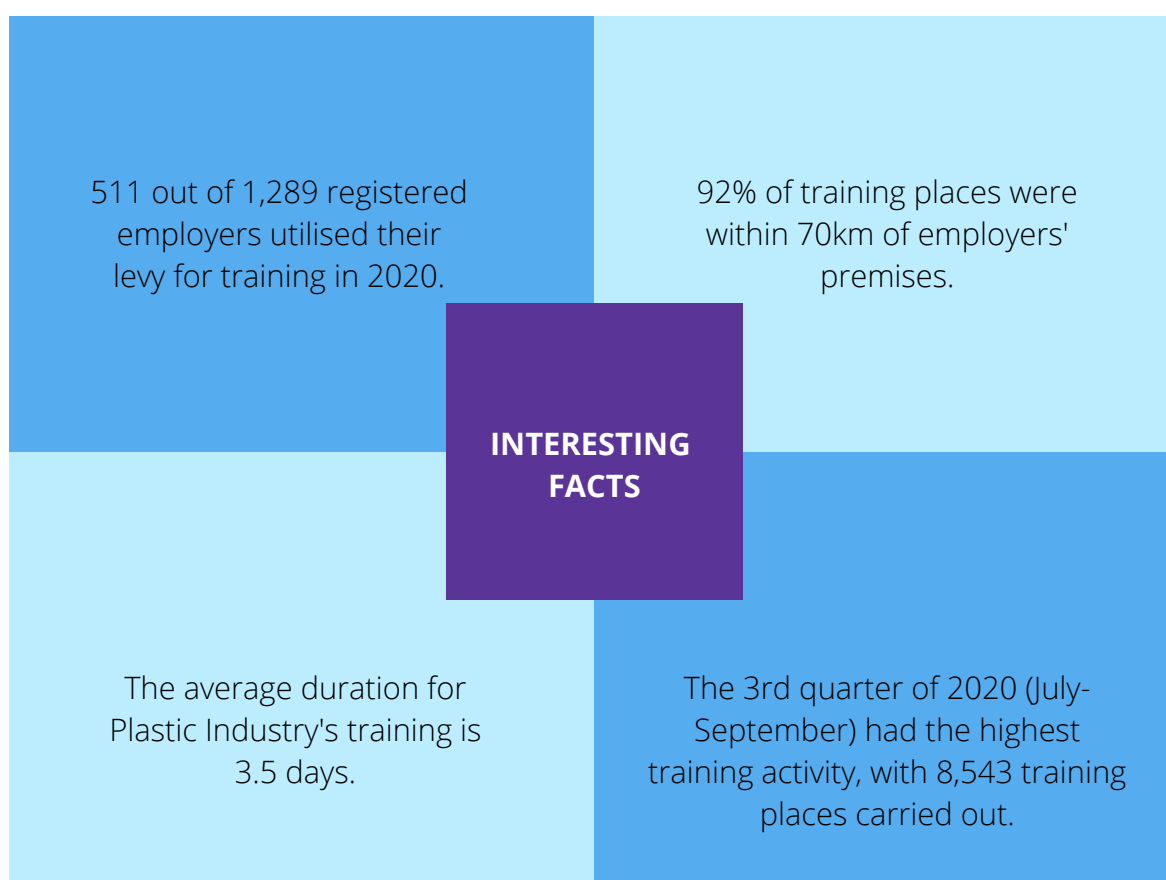 511 out of 1,289 registered
employers utilised their
levy for training in 2020.
92% of training places were
within 70km of employers'
premises.
INTERESTING
FACTS
The average duration for
Plastic Industry's training is
3.5 days.
The 3rd quarter of 2020 (July-
September) had the highest
training activity, with 8,543 training
places carried out.